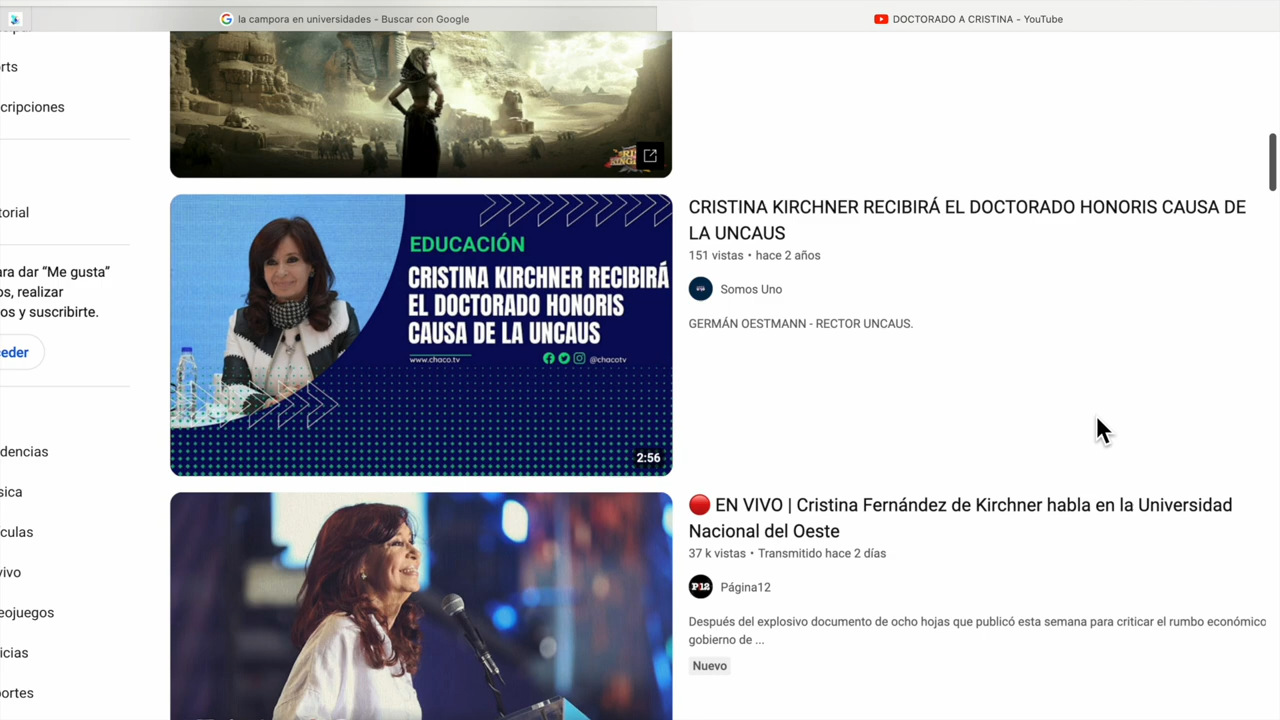 la campora en universidades - Buscar con Google
DOCTORADO A CRISTINA - YouTube
rts
cripciones
torial
ara dar “Me gusta”
os, realizar
os y suscribirte.
ceder
dencias
sica
culas
vivo
eojuegos
icias
portes
EDUCACIÓN
CRISTINA KIRCHNER RECIBIRÁ
EL DOCTORADO HONORIS
CAUSA DE LA UNCAUS
www.chaco.tv
@chacotv
2:56
CRISTINA KIRCHNER RECIBIRÁ EL DOCTORADO HONORIS CAUSA DE
LA UNCAUS
151 vistas • hace 2 años
Somos Uno
GERMÁN OESTMANN - RECTOR UNCAUS.
EN VIVO | Cristina Fernández de Kirchner habla en la Universidad
Nacional del Oeste
37 k vistas • Transmitido hace 2 días
P12
Página12
Después del explosivo documento de ocho hojas que publicó esta semana para criticar el rumbo económico
gobierno de ...
Nuevo